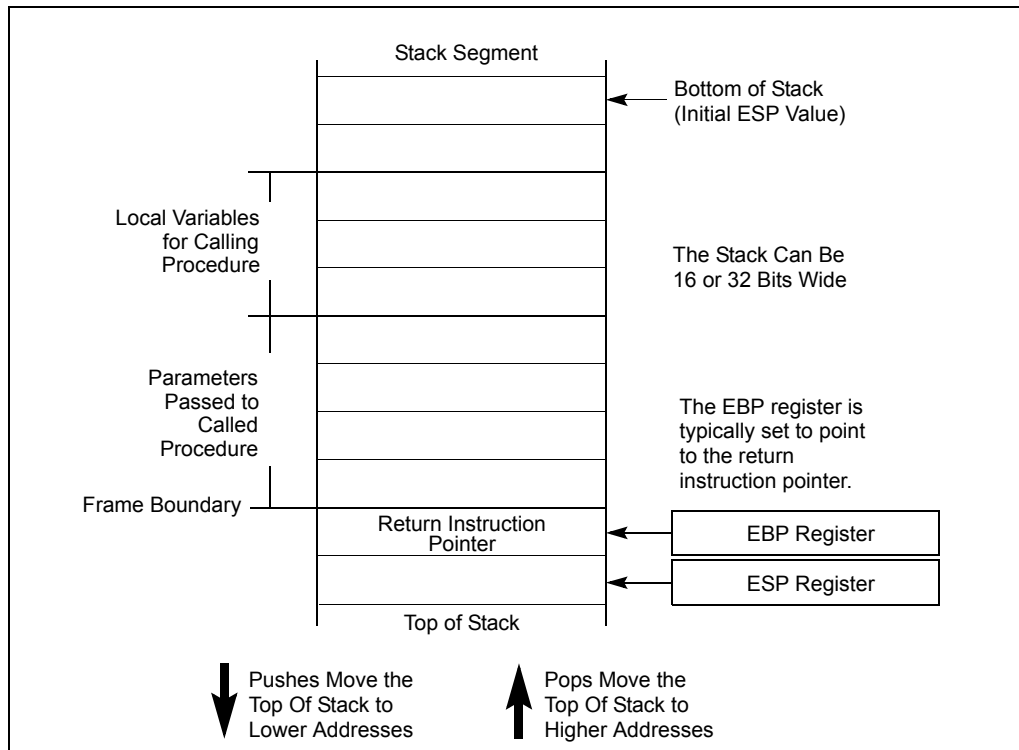 Stack Segment
Bottom of Stack
(Initial ESP Value)
Local Variables
for Calling
Procedure
The Stack Can Be
16 or 32 Bits Wide
Parameters
Passed to
Called
Procedure
The EBP register is
typically set to point
to the return
instruction pointer.
Frame Boundary
Return Instruction
Pointer
EBP Register
ESP Register
Top of Stack
Pushes Move the
Top Of Stack to
Lower Addresses
Pops Move the
Top Of Stack to
Higher Addresses